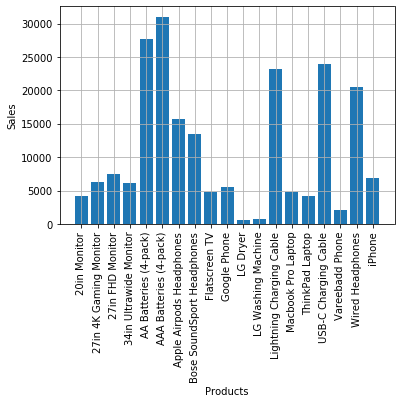 30000
25000
20000
15000
10000
5000
0
Sales
20in Monitor
27in 4K Gaming Monitor
27in FHD Monitor
34in Ultrawide Monitor
AA Batteries (4-pack)
AAA Batteries (4-pack)
Apple Airpods Headphones
Bose SoundSport Headphones
Flatscreen TV
Google Phone
LG Dryer
LG Washing Machine
Lightning Charging Cable
Macbook Pro Laptop
ThinkPad Laptop
USB-C Charging Cable
Vareebadd Phone
Wired Headphones
iPhone
Products